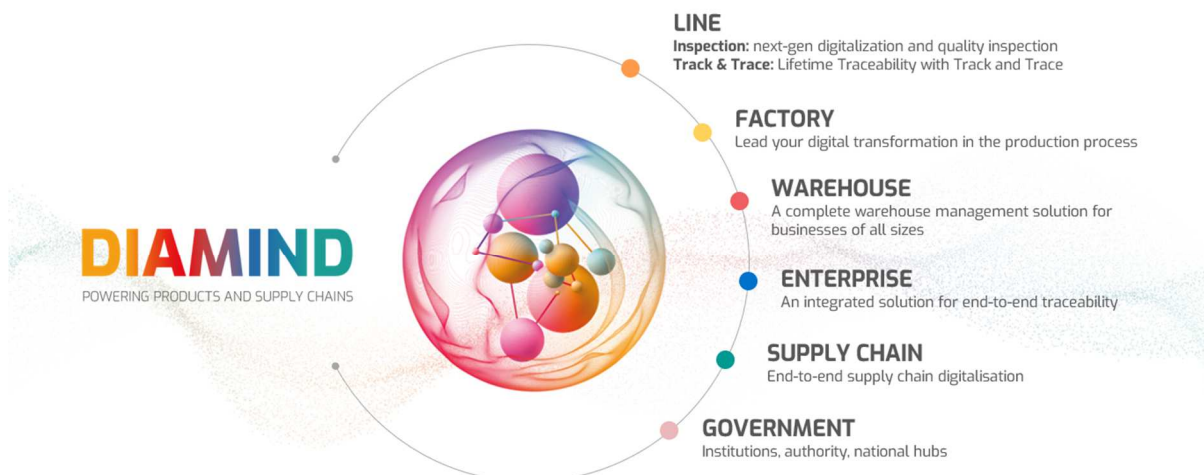 DIAMIND
POWERING PRODUCTS AND SUPPLY CHAINS
LINE
Inspection: next-gen digitalization and quality inspection
Track & Trace: Lifetime Traceability with Track and Trace
FACTORY
Lead your digital transformation in the production process
WAREHOUSE
A complete warehouse management solution for
businesses of all sizes
ENTERPRISE
An integrated solution for end-to-end traceability
SUPPLY CHAIN
End-to-end supply chain digitalisation
GOVERNMENT
Institutions, authority, national hubs